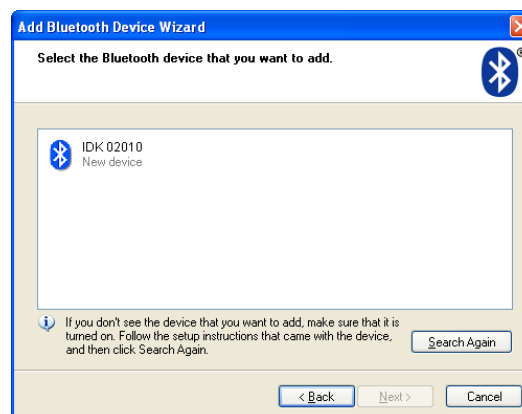 Add Bluetooth Device Wizard
Select the Bluetooth device that you want to add.
®
IDK 02010
New device
If you don't see the device that you want to add, make sure that it is
turned on. Follow the setup instructions that came with the device,
and then click Search Again.
Search Again
< Back
Next >
Cancel